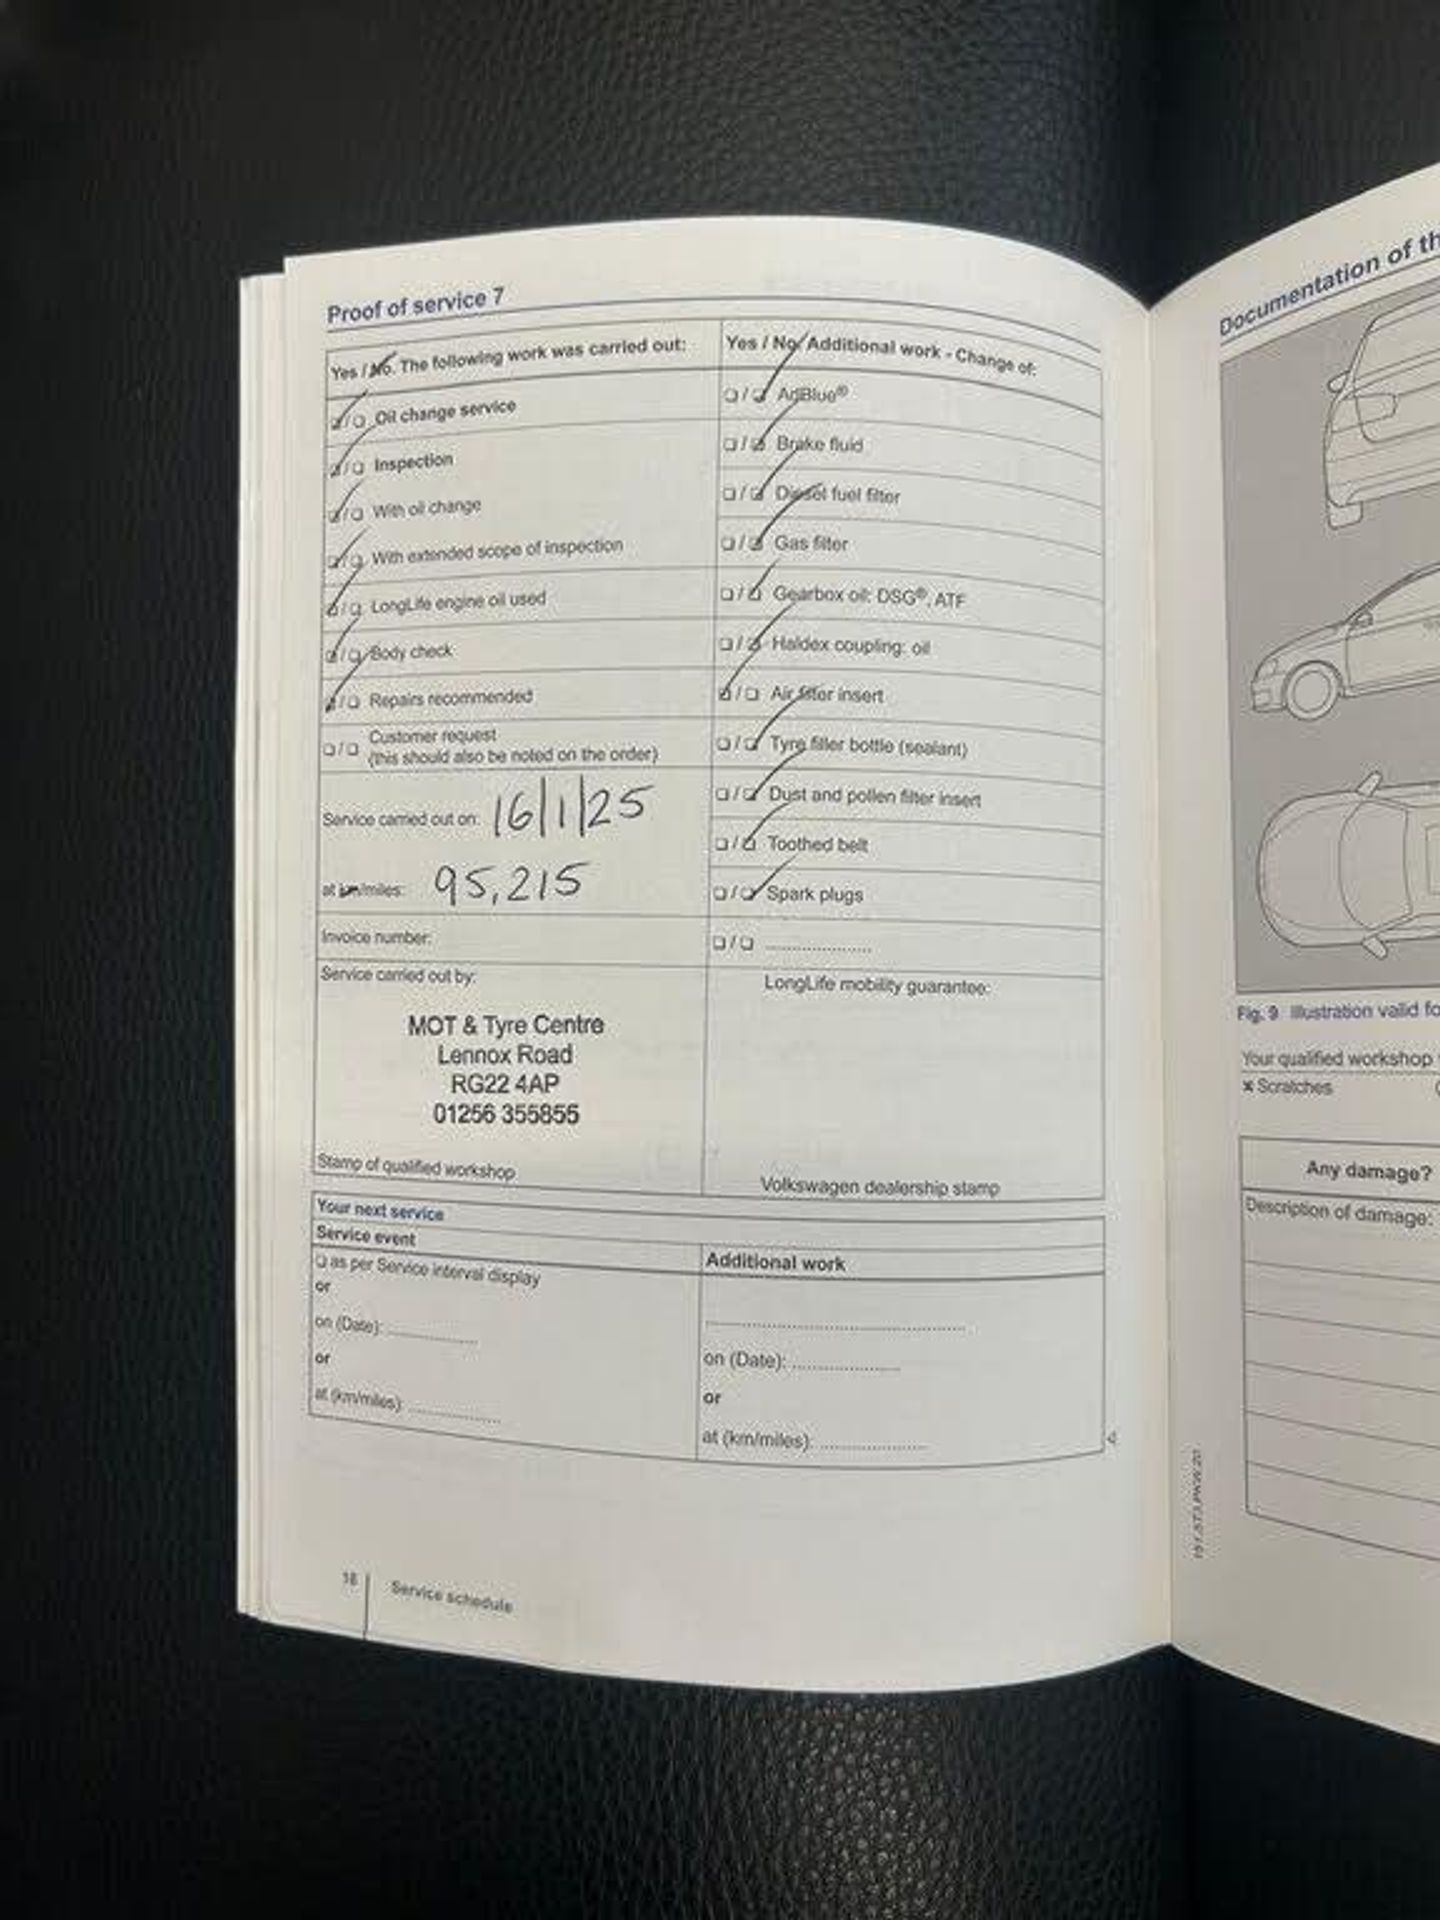 Proof of service 7
Yes / No. The following work was carried out:
❏/❏ Oil change service
❏/❏ Inspection
❏/❏ With oil change
❏/❏ With extended scope of inspection
❏/❏ LongLife engine oil used
❏/❏ Body check
❏/❏ Repairs recommended
❏/❏ Customer request
(this should also be noted on the order)
Service carried out on: 16/1/25
at km/miles: 95,215
Invoice number:
Service carried out by:
MOT & Tyre Centre
Lennox Road
RG22 4AP
01256 355855
Stamp of qualified workshop
Yes / No Additional work - Change of:
❏/❏ AdBlue®
❏/❏ Brake fluid
❏/❏ Diesel fuel filter
❏/❏ Gas filter
❏/❏ Gearbox oil: DSG®, ATF
❏/❏ Haldex coupling: oil
❏/❏ Air filter insert
❏/❏ Tyre filler bottle (sealant)
❏/❏ Dust and pollen filter insert
❏/❏ Toothed belt
❏/❏ Spark plugs
❏/❏ ....................
LongLife mobility guarantee:
Volkswagen dealership stamp
Your next service
Service event
❏ as per Service interval display
or
on (Date): ................
or
at (km/miles): ................
Additional work
................................................
on (Date): ....................
or
at (km/miles): ....................
18
Service schedule
Documentation of th
Fig. 9 Illustration valid fo
Your qualified workshop
× Scratches
Any damage?
Description of damage: